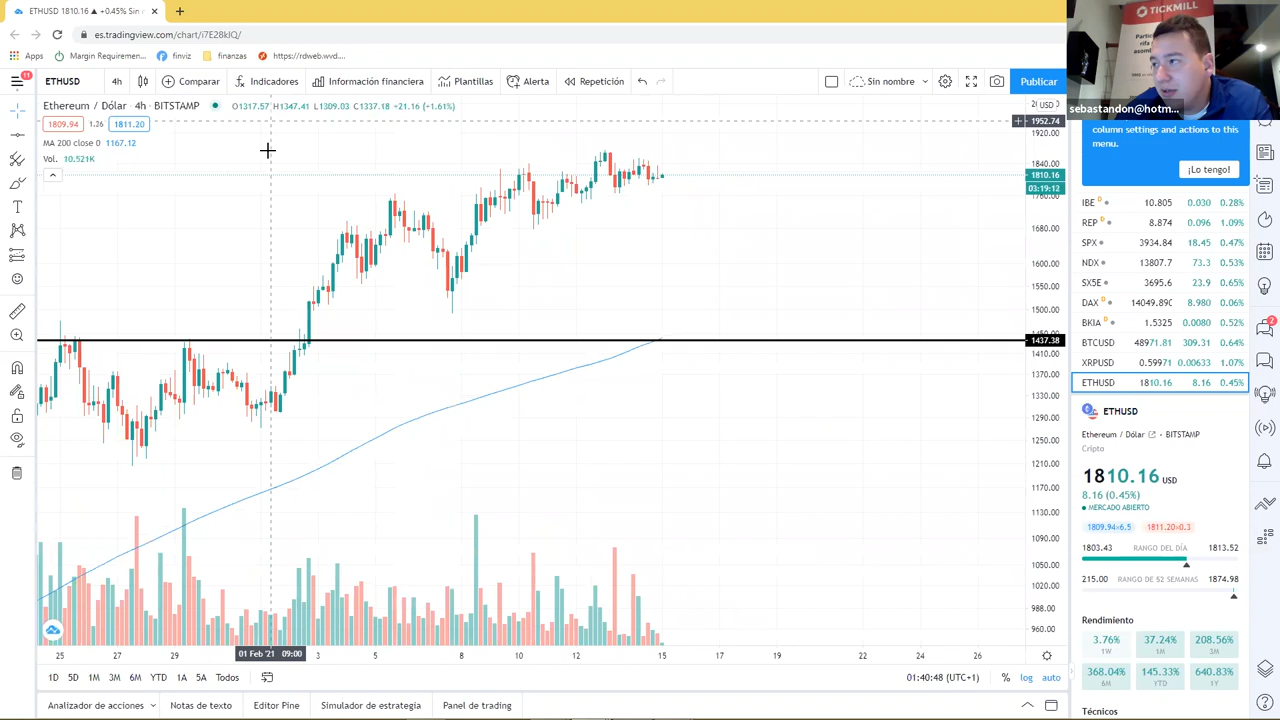 ETHUSD 1810.16 ▲ +0.45% Sin
es.tradingview.com/chart/i7E28kIQ/
Apps
Margin Requiremen...
finviz
finanzas
https://rdweb.wvd....
TICKMILL
sebastandon@hotm...
11
ETHUSD
4h
Comparar
Indicadores
Información financiera
Plantillas
Alerta
Repetición
Sin nombre
Publicar
Ethereum / Dólar · 4h · BITSTAMP
O1317.57 H1347.41 L1309.03 C1337.18 +21.16 (+1.61%)
1809.94 1.26 1811.20
MA 200 close 0 1167.12
Vol. 10.521K
USD
1952.74
1920.00
1840.00
1810.16
03:19:12
1760.00
1680.00
1600.00
1550.00
1500.00
1437.38
1410.00
1370.00
1330.00
1290.00
1250.00
1210.00
1170.00
1130.00
1090.00
1050.00
1020.00
988.00
960.00
25 27 29 01 Feb '21 09:00 3 5 8 10 12 15 17 19 22 24 26
1D 5D 1M 3M 6M YTD 1A 5A Todos
01:40:48 (UTC+1) % log auto
Analizador de acciones
Notas de texto
Editor Pine
Simulador de estrategia
Panel de trading
column settings and actions to this
menu.
¡Lo tengo!
IBE D 10.805 0.030 0.28%
REP D 8.874 0.096 1.09%
SPX 3934.84 18.45 0.47%
NDX 13807.7 73.3 0.53%
SX5E 3695.6 23.9 0.65%
DAX D 14049.890 8.980 0.06%
BKIA D 1.5325 0.0080 0.52%
BTCUSD 48971.81 309.31 0.64%
XRPUSD 0.59971 0.00633 1.07%
ETHUSD 1810.16 8.16 0.45%
2
ETHUSD
Ethereum / Dólar · BITSTAMP
Cripto
1810.16 USD
8.16 (0.45%)
MERCADO ABIERTO
1809.94×6.5 1811.20×0.3
1803.43 RANGO DEL DÍA 1813.52
215.00 RANGO DE 52 SEMANAS 1874.98
Rendimiento
3.76% 37.24% 208.56%
1W 1M 3M
368.04% 145.33% 640.83%
6M YTD 1Y
Técnicos